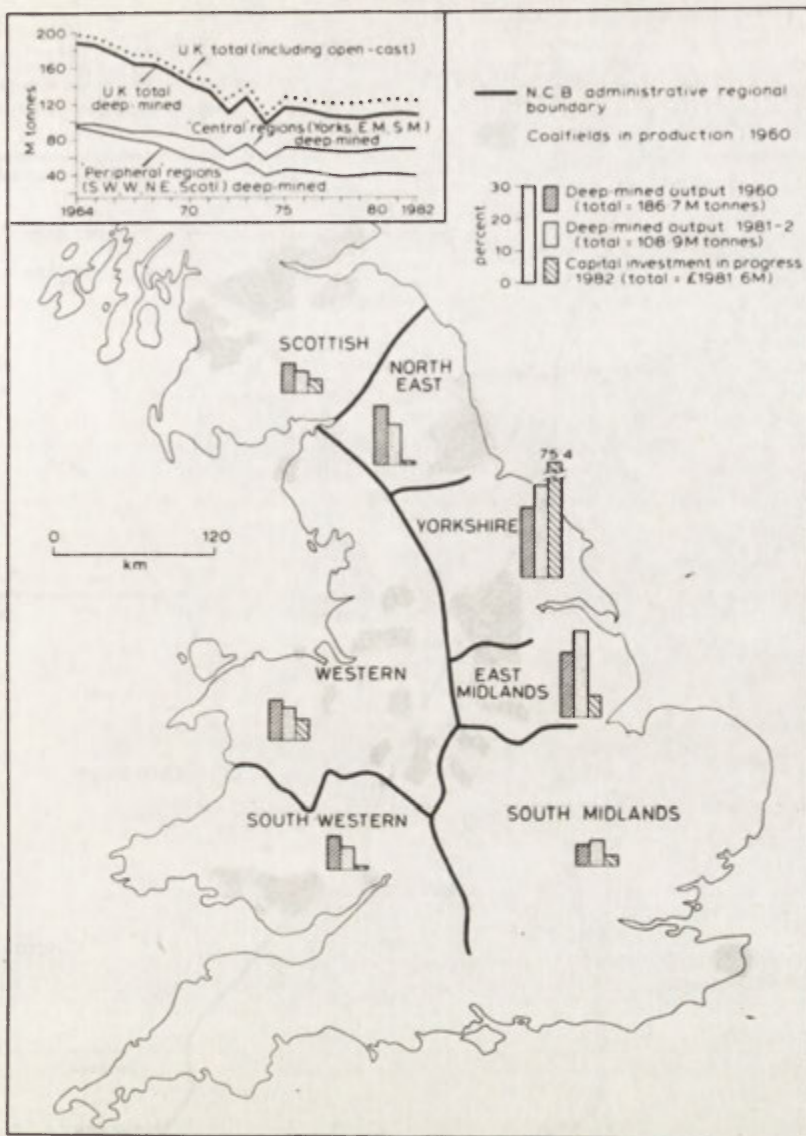 200
160
120
80
40
M tonnes
U K total (including open-cast)
U K total
deep-mined
'Central' regions (Yorks. E.M, S.M)
deep-mined
'Peripheral' regions
(S W, W, N E, Scotl) deep-mined
1964 70 75 80 1982
N.C.B administrative regional
boundary
Coalfields in production 1960
percent
30
20
10
0
Deep-mined output 1960
(total = 186·7 M tonnes)
Deep-mined output 1981-2
(total = 108·9M tonnes)
Capital investment in progress
1982 (total = £1981·6M)
SCOTTISH
NORTH
EAST
75·4
YORKSHIRE
0 120
km
WESTERN
EAST
MIDLANDS
SOUTH WESTERN
SOUTH MIDLANDS